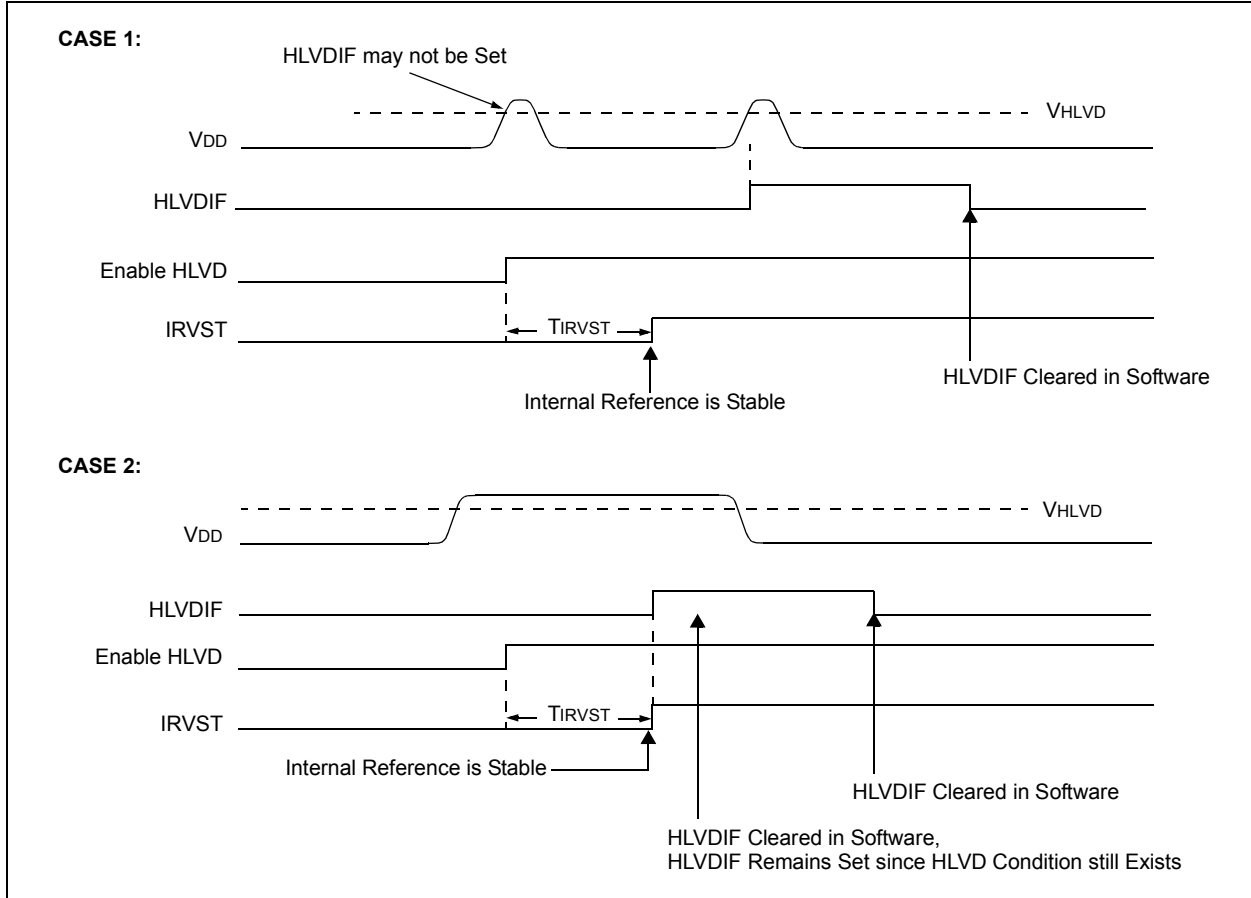 CASE 1:
HLVDIF may not be Set
VHLVD
VDD
HLVDIF
Enable HLVD
TIRVST
IRVST
HLVDIF Cleared in Software
Internal Reference is Stable
CASE 2:
VHLVD
VDD
HLVDIF
Enable HLVD
TIRVST
IRVST
Internal Reference is Stable
HLVDIF Cleared in Software
HLVDIF Cleared in Software,
HLVDIF Remains Set since HLVD Condition still Exists